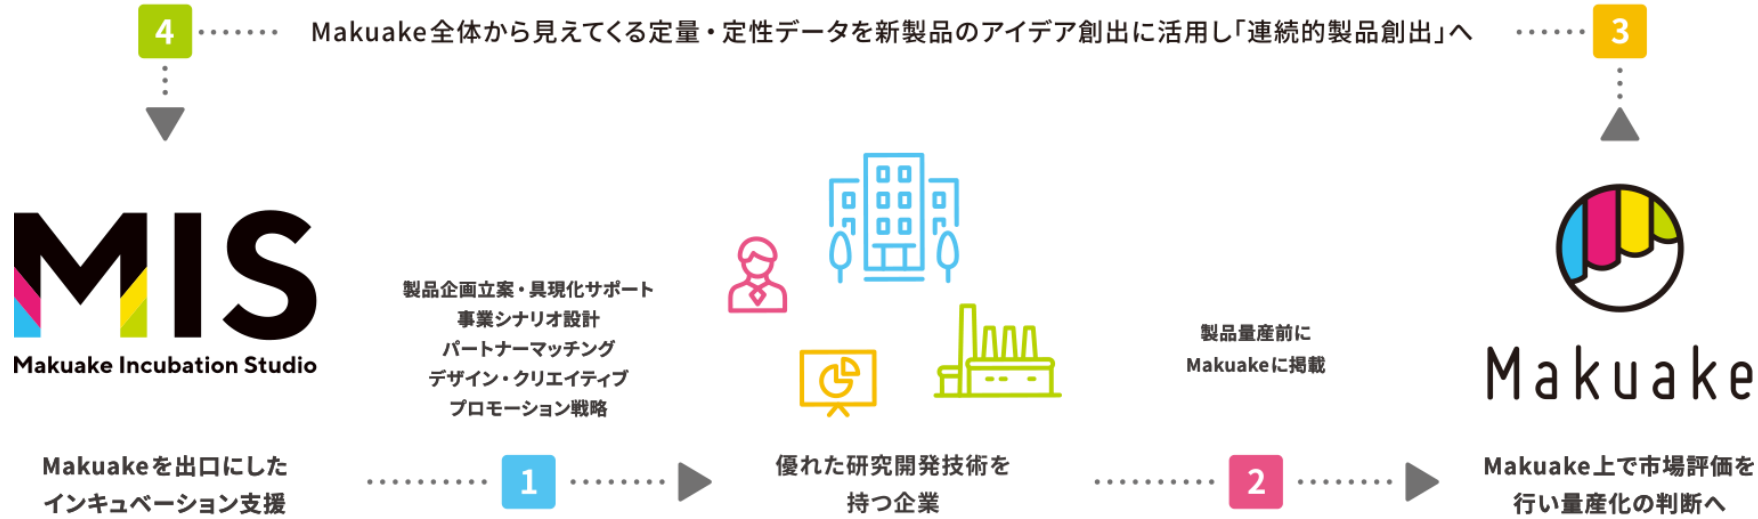 4
Makuake全体から見えてくる定量・定性データを新製品のアイデア創出に活用し「連続的製品創出」へ
3
MIS
Makuake Incubation Studio
Makuakeを出口にした
インキュベーション支援
製品企画立案・具現化サポート
事業シナリオ設計
パートナーマッチング
デザイン・クリエイティブ
プロモーション戦略
1
優れた研究開発技術を
持つ企業
製品量産前に
Makuakeに掲載
2
Makuake
Makuake上で市場評価を
行い量産化の判断へ